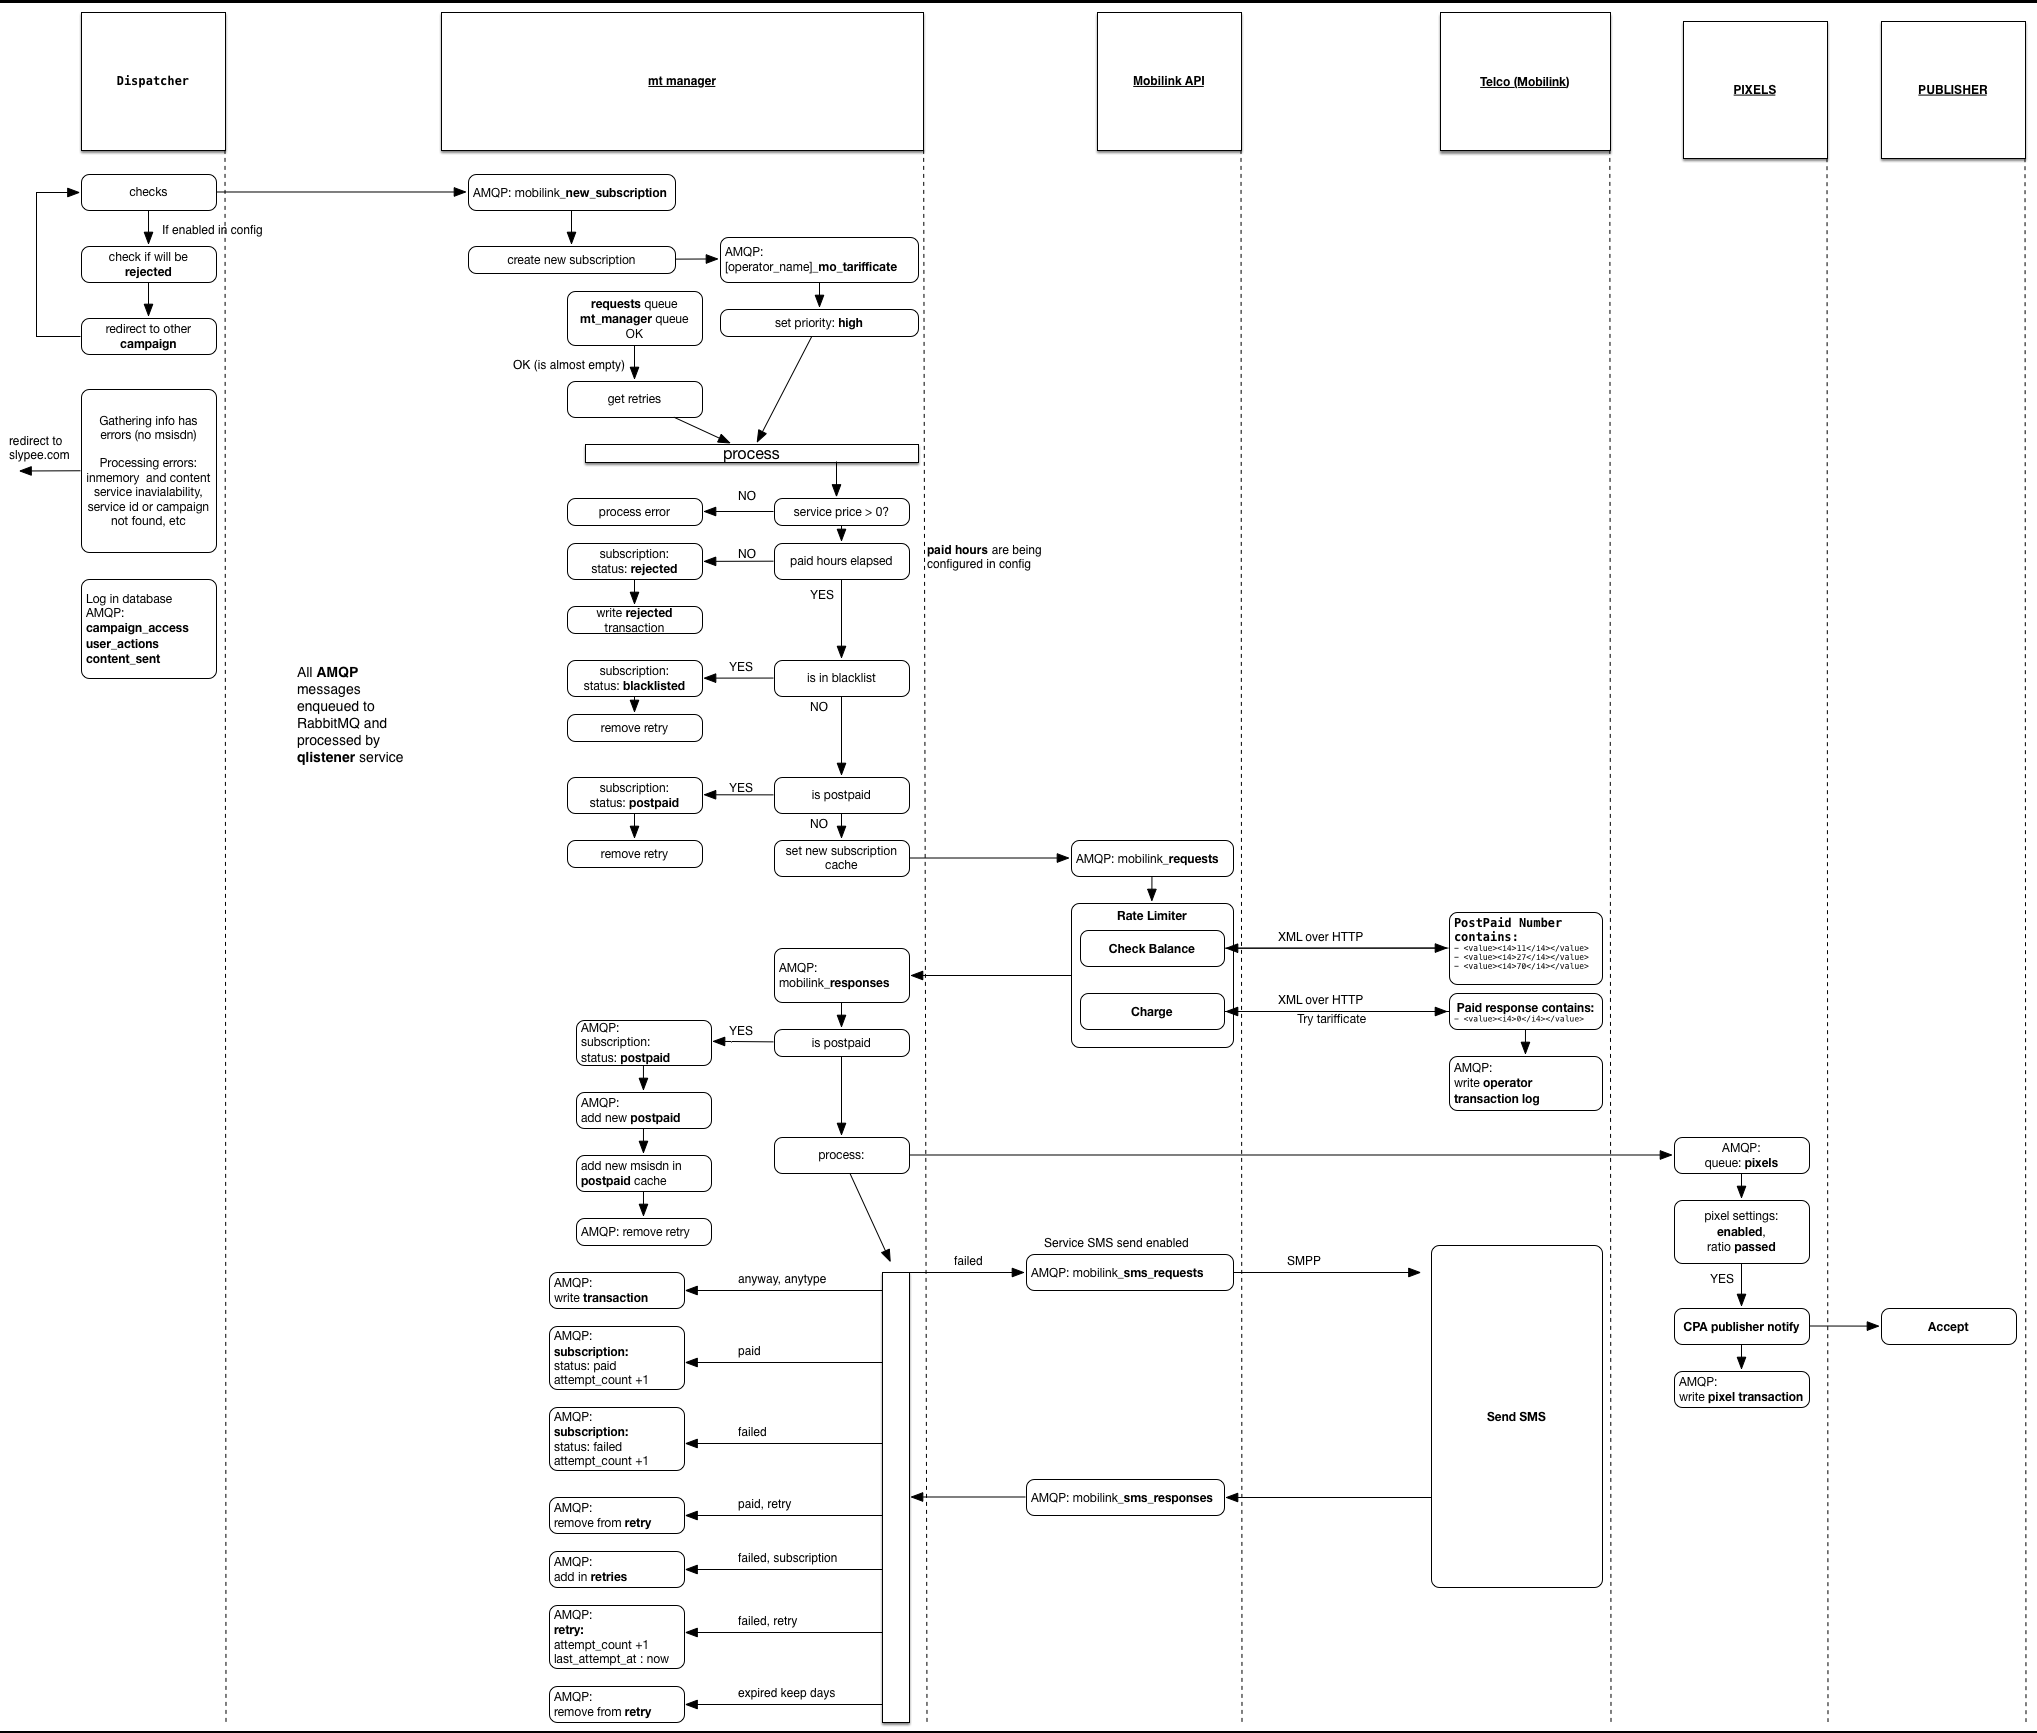 Dispatcher
mt manager
Mobilink API
Telco (Mobilink)
PIXELS
PUBLISHER
checks
If enabled in config
check if will be
rejected
redirect to other
campaign
redirect to
slypee.com
Gathering info has
errors (no msisdn)
Processing errors:
inmemory  and content
service inavialability,
service id or campaign
not found, etc
Log in database
AMQP:
campaign_access
user_actions
content_sent
All AMQP
messages
enqueued to
RabbitMQ and
processed by
qlistener service
AMQP: mobilink_new_subscription
create new subscription
AMQP:
[operator_name]_mo_tarifficate
set priority: high
requests queue
mt_manager queue
OK
OK (is almost empty)
get retries
process
service price > 0?
NO
process error
paid hours elapsed
paid hours are being
configured in config
NO
subscription:
status: rejected
write rejected
transaction
YES
is in blacklist
YES
subscription:
status: blacklisted
remove retry
NO
is postpaid
YES
subscription:
status: postpaid
remove retry
NO
set new subscription
cache
AMQP: mobilink_requests
Rate Limiter
Check Balance
Charge
XML over HTTP
XML over HTTP
Try tarifficate
PostPaid Number
contains:
- <value><i4>11</i4></value>
- <value><i4>27</i4></value>
- <value><i4>70</i4></value>
Paid response contains:
- <value><i4>0</i4></value>
AMQP:
write operator
transaction log
AMQP:
mobilink_responses
is postpaid
YES
AMQP:
subscription:
status: postpaid
AMQP:
add new postpaid
add new msisdn in
postpaid cache
AMQP: remove retry
process:
AMQP:
queue: pixels
pixel settings:
enabled,
ratio passed
YES
CPA publisher notify
Accept
AMQP:
write pixel transaction
failed
Service SMS send enabled
AMQP: mobilink_sms_requests
SMPP
Send SMS
AMQP: mobilink_sms_responses
anyway, anytype
AMQP:
write transaction
paid
AMQP:
subscription:
status: paid
attempt_count +1
failed
AMQP:
subscription:
status: failed
attempt_count +1
paid, retry
AMQP:
remove from retry
failed, subscription
AMQP:
add in retries
failed, retry
AMQP:
retry:
attempt_count +1
last_attempt_at : now
expired keep days
AMQP:
remove from retry